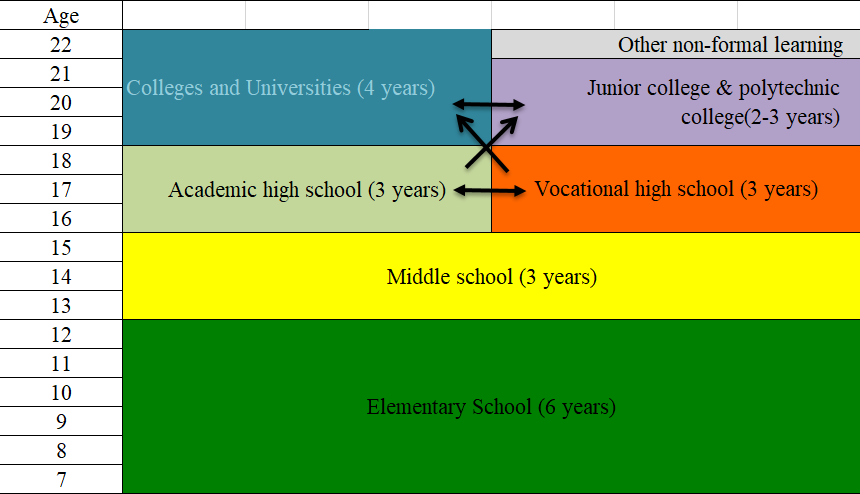 Age
22
Other non-formal learning
21
Colleges and Universities (4 years)
Junior college & polytechnic
20
college(2-3 years)
19
18
17
Academic high school (3 years)
Vocational high school (3 years)
16
15
14
Middle school (3 years)
13
12
11
10
Elementary School (6 years)
9
8
7